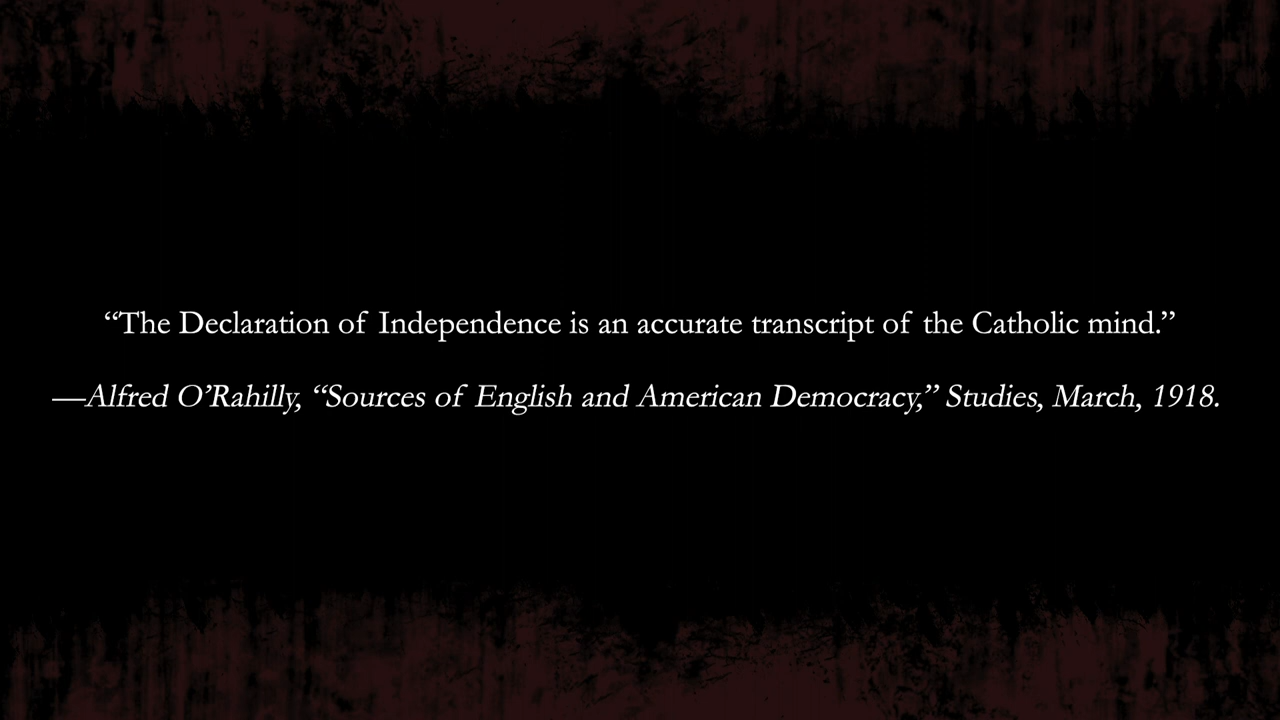 “The Declaration of Independence is an accurate transcript of the Catholic mind.”
—Alfred O’Rahilly, “Sources of English and American Democracy,” Studies, March, 1918.